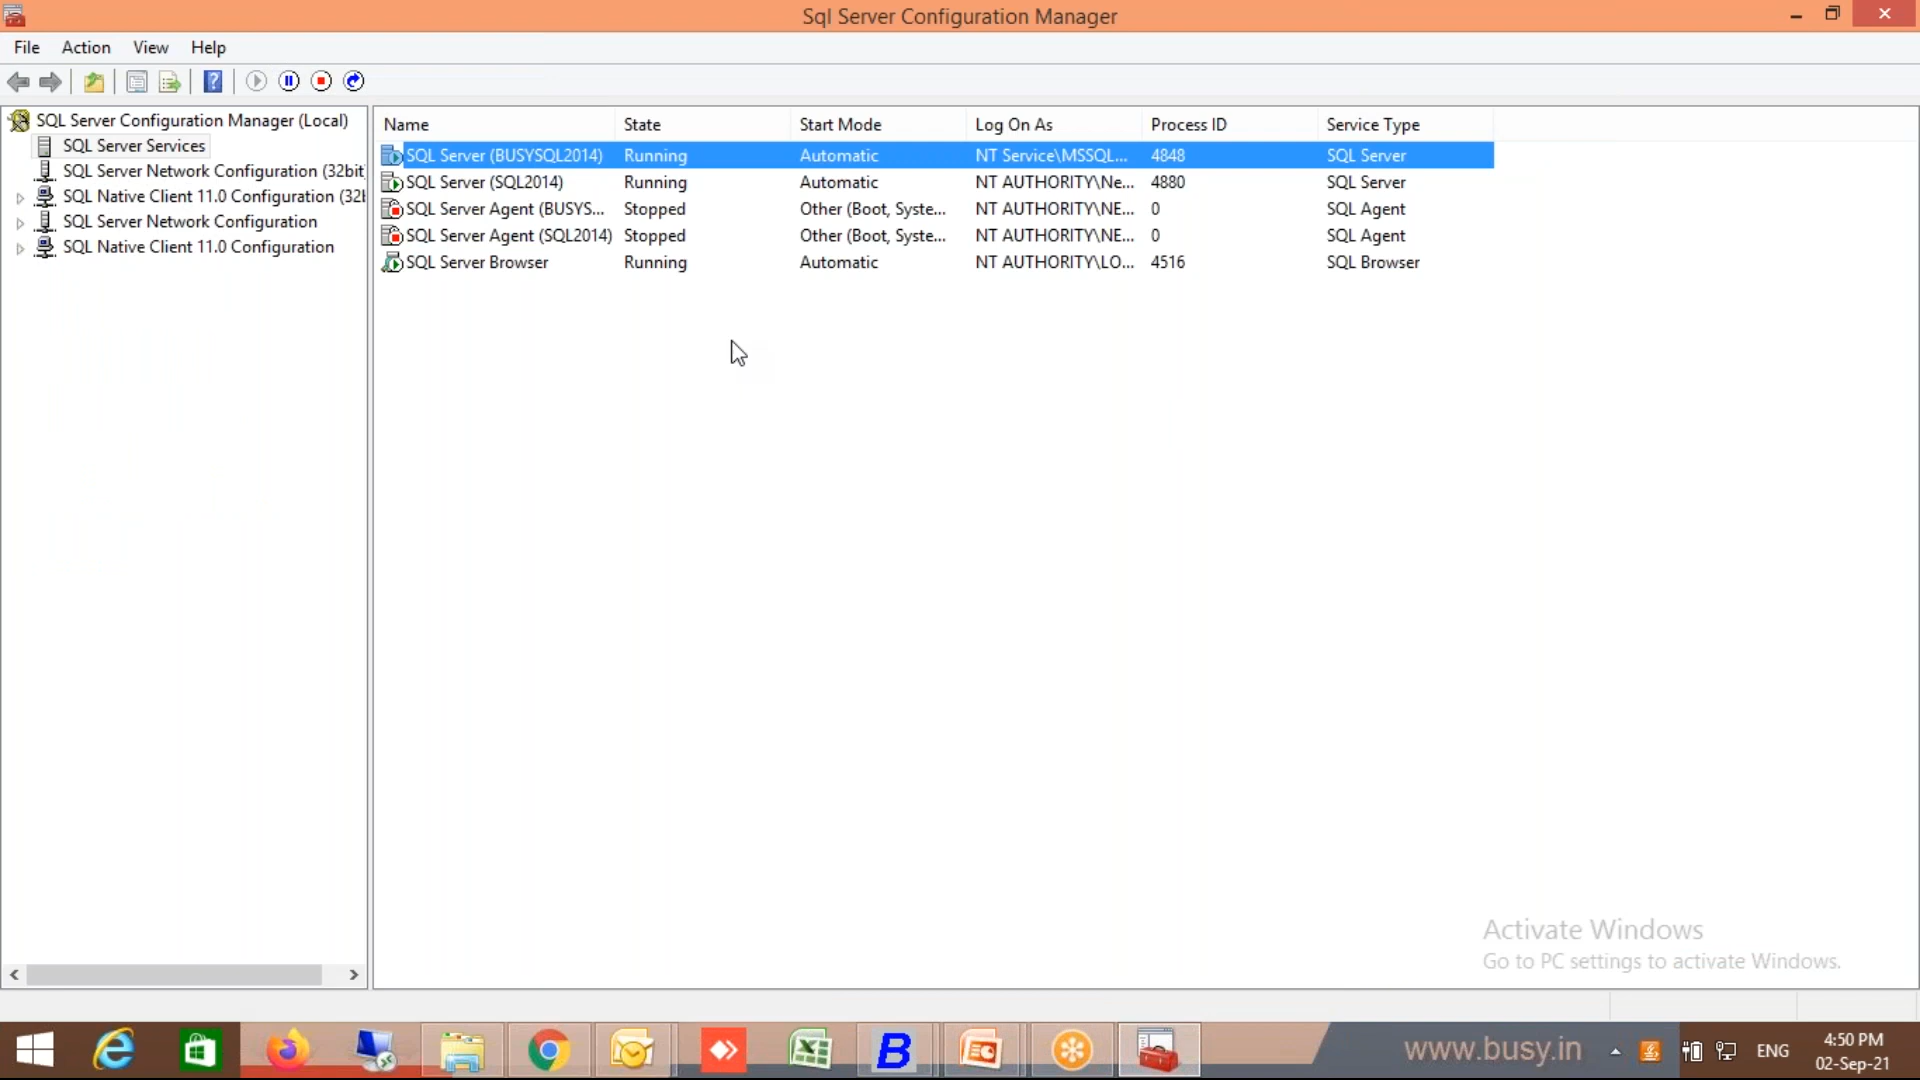 Sql Server Configuration Manager
File Action View Help
SQL Server Configuration Manager (Local)
SQL Server Services
SQL Server Network Configuration (32bit
SQL Native Client 11.0 Configuration (32b
SQL Server Network Configuration
SQL Native Client 11.0 Configuration
Name State Start Mode Log On As Process ID Service Type
SQL Server (BUSYSQL2014) Running Automatic NT Service\MSSQL... 4848 SQL Server
SQL Server (SQL2014) Running Automatic NT AUTHORITY\Ne... 4880 SQL Server
SQL Server Agent (BUSYS... Stopped Other (Boot, Syste... NT AUTHORITY\NE... 0 SQL Agent
SQL Server Agent (SQL2014) Stopped Other (Boot, Syste... NT AUTHORITY\NE... 0 SQL Agent
SQL Server Browser Running Automatic NT AUTHORITY\LO... 4516 SQL Browser
Activate Windows
Go to PC settings to activate Windows.
B
www.busy.in
ENG
4:50 PM
02-Sep-21